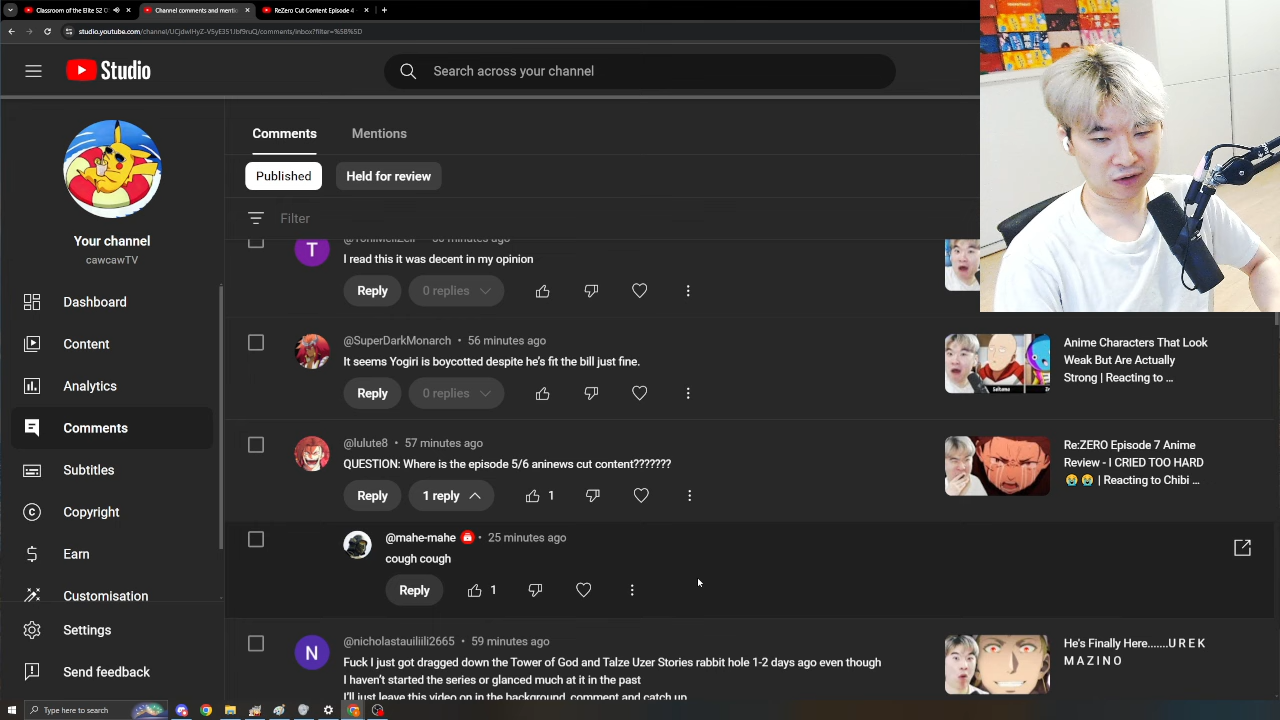 Classroom of the Elite S2 C
Channel comments and mentio
ReZero Cut Content Episode 4
studio.youtube.com/channel/UCjdwIHyZ-V5yE3S1Jbf9ruQ/comments/inbox?filter=%5B%5D
Studio
Search across your channel
Your channel
cawcawTV
Dashboard
Content
Analytics
Comments
Subtitles
Copyright
Earn
Customisation
Settings
Send feedback
Comments
Mentions
Published
Held for review
Filter
I read this it was decent in my opinion
Reply
0 replies
@SuperDarkMonarch • 56 minutes ago
It seems Yogiri is boycotted despite he's fit the bill just fine.
Reply
0 replies
Anime Characters That Look
Weak But Are Actually
Strong | Reacting to ...
@lulute8 • 57 minutes ago
QUESTION: Where is the episode 5/6 aninews cut content???????
Reply
1 reply
1
Re:ZERO Episode 7 Anime
Review - I CRIED TOO HARD
😭 😭 | Reacting to Chibi ...
@mahe-mahe • 25 minutes ago
cough cough
Reply
1
N
@nicholastauiliili2665 • 59 minutes ago
Fuck I just got dragged down the Tower of God and Talze Uzer Stories rabbit hole 1-2 days ago even though
I haven't started the series or glanced much at it in the past
I'll just leave this video on in the background, comment and catch up
He's Finally Here.......U R E K
M A Z I N O
T
Type here to search